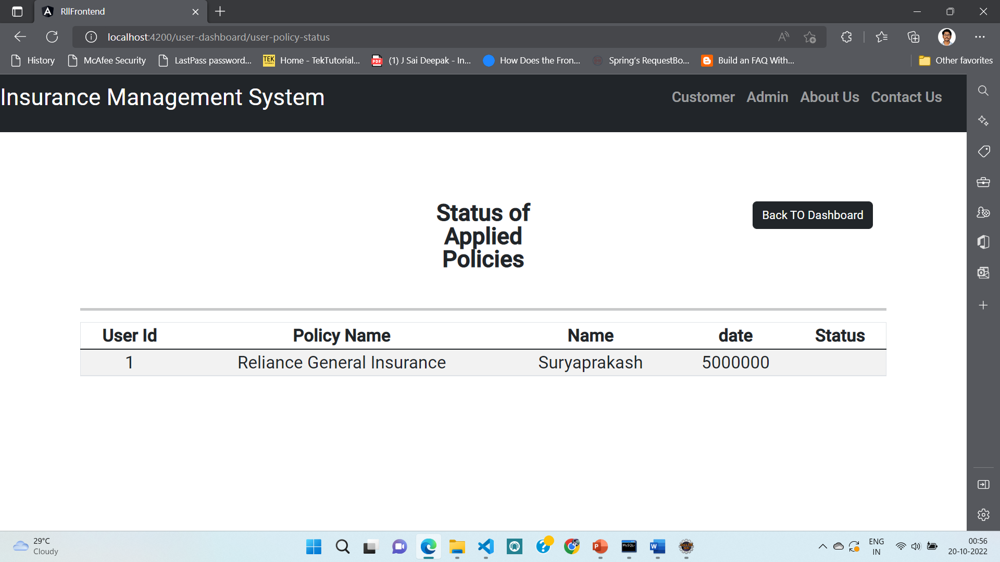 RllFrontend
localhost:4200/user-dashboard/user-policy-status
History
McAfee Security
LastPass password...
TEK
Home - TekTutorial...
PDF
(1) J Sai Deepak - In...
How Does the Fron...
Spring's RequestBo...
Build an FAQ With...
Other favorites
Insurance Management System
Customer Admin About Us Contact Us
Status of
Applied
Policies
Back TO Dashboard
User Id Policy Name Name date Status
1 Reliance General Insurance Suryaprakash 5000000
29°C
Cloudy
ENG
IN
00:56
20-10-2022